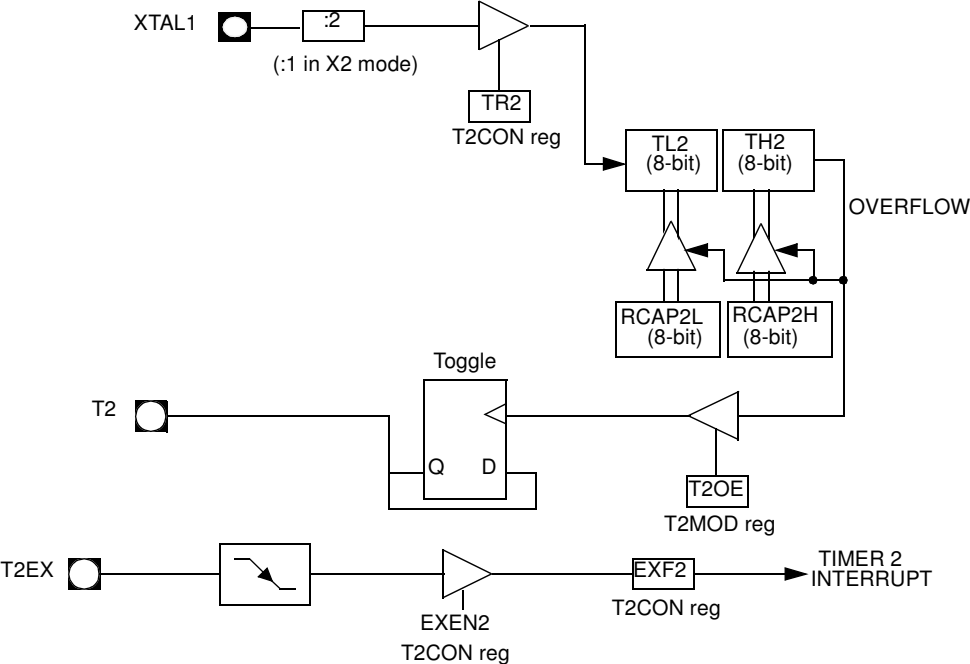 XTAL1
:2
(:1 in X2 mode)
TR2
T2CON reg
TL2
(8-bit)
TH2
(8-bit)
OVERFLOW
RCAP2L
(8-bit)
RCAP2H
(8-bit)
Toggle
T2
Q
D
T2OE
T2MOD reg
T2EX
EXEN2
T2CON reg
EXF2
T2CON reg
TIMER 2
INTERRUPT